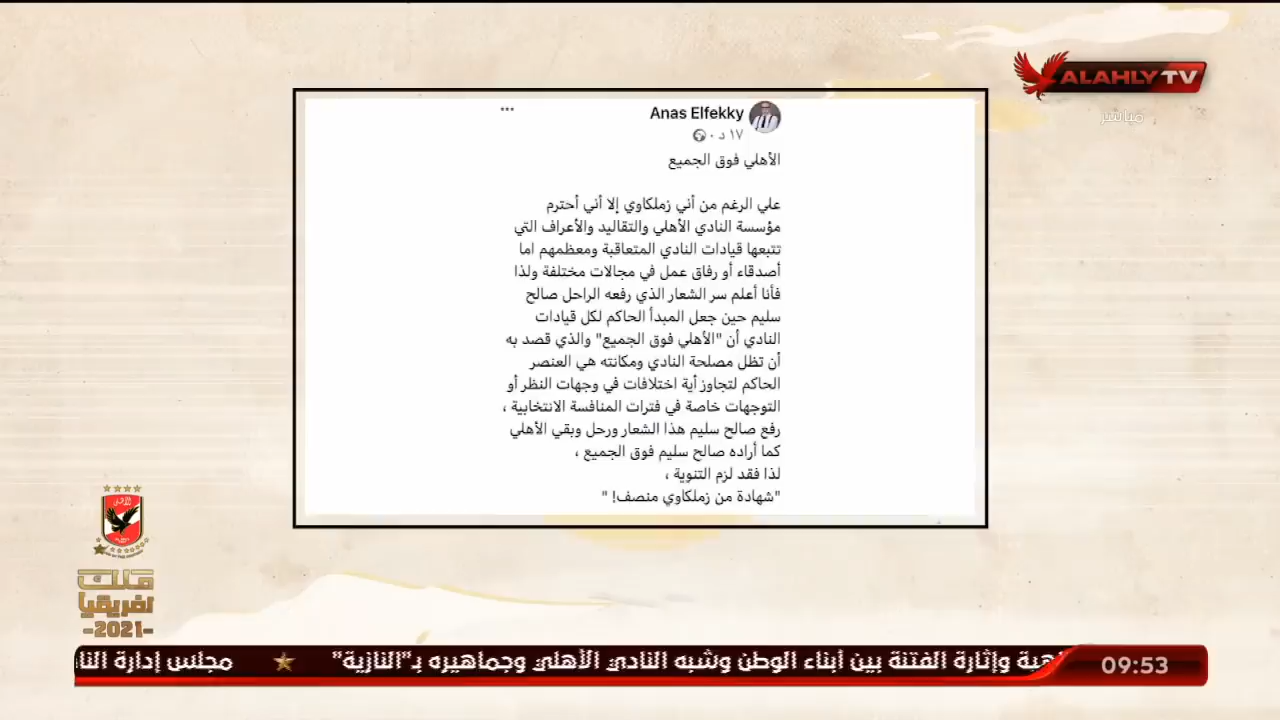 ALAHLY TV
مباشر
Anas Elfekky
١٧ د
الأهلي فوق الجميع
علي الرغم من أني زملكاوي إلا أني أحترم
مؤسسة النادي الأهلي والتقاليد والأعراف التي
تتبعها قيادات النادي المتعاقبة ومعظمهم اما
أصدقاء أو رفاق عمل في مجالات مختلفة ولذا
فأنا أعلم سر الشعار الذي رفعه الراحل صالح
سليم حين جعل المبدأ الحاكم لكل قيادات
النادي أن "الأهلي فوق الجميع" والذي قصد به
أن تظل مصلحة النادي ومكانته هي العنصر
الحاكم لتجاوز أية اختلافات في وجهات النظر أو
التوجهات خاصة في فترات المنافسة الانتخابية ،
رفع صالح سليم هذا الشعار ورحل وبقي الأهلي
كما أراده صالح سليم فوق الجميع ،
لذا فقد لزم التنوية ،
"شهادة من زملكاوي منصف! "
ملك
افريقيا
-2021-
09:53
وإثارة الفتنة بين أبناء الوطن وشبه النادي الأهلي وجماهيره بـ"النازية" ★ مجلس إدارة